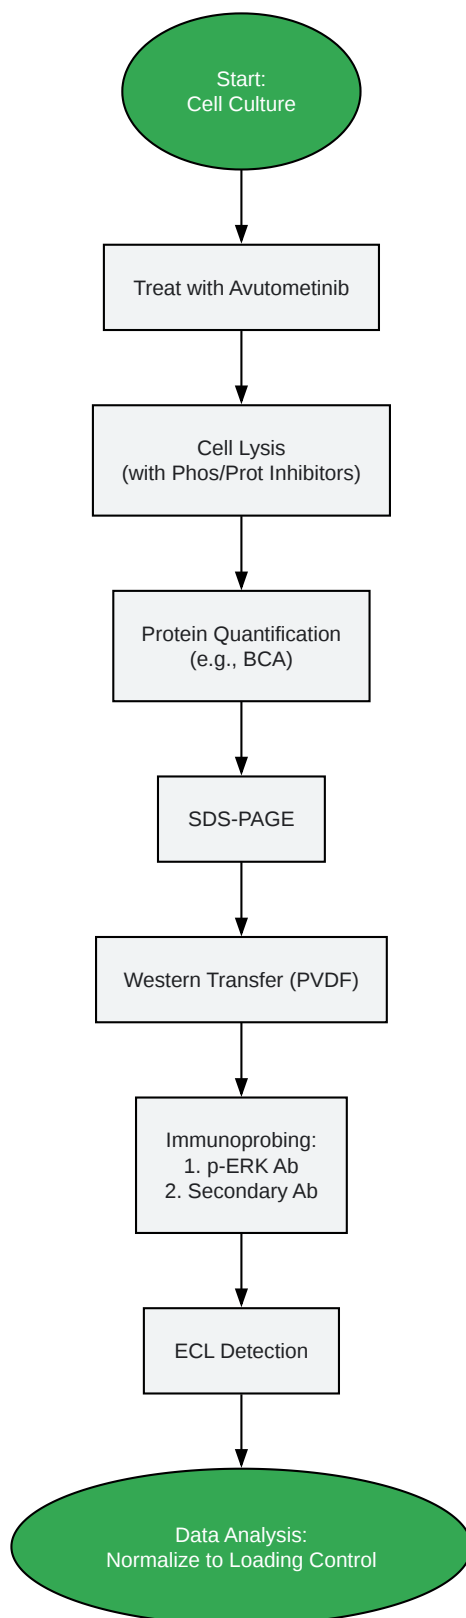 Start:
Cell Culture
Treat with Avutometinib
Cell Lysis
(with Phos/Prot Inhibitors)
Protein Quantification
(e.g., BCA)
SDS-PAGE
Western Transfer (PVDF)
Immunoprobing:
1. p-ERK Ab
2. Secondary Ab
ECL Detection
Data Analysis:
Normalize to Loading Control